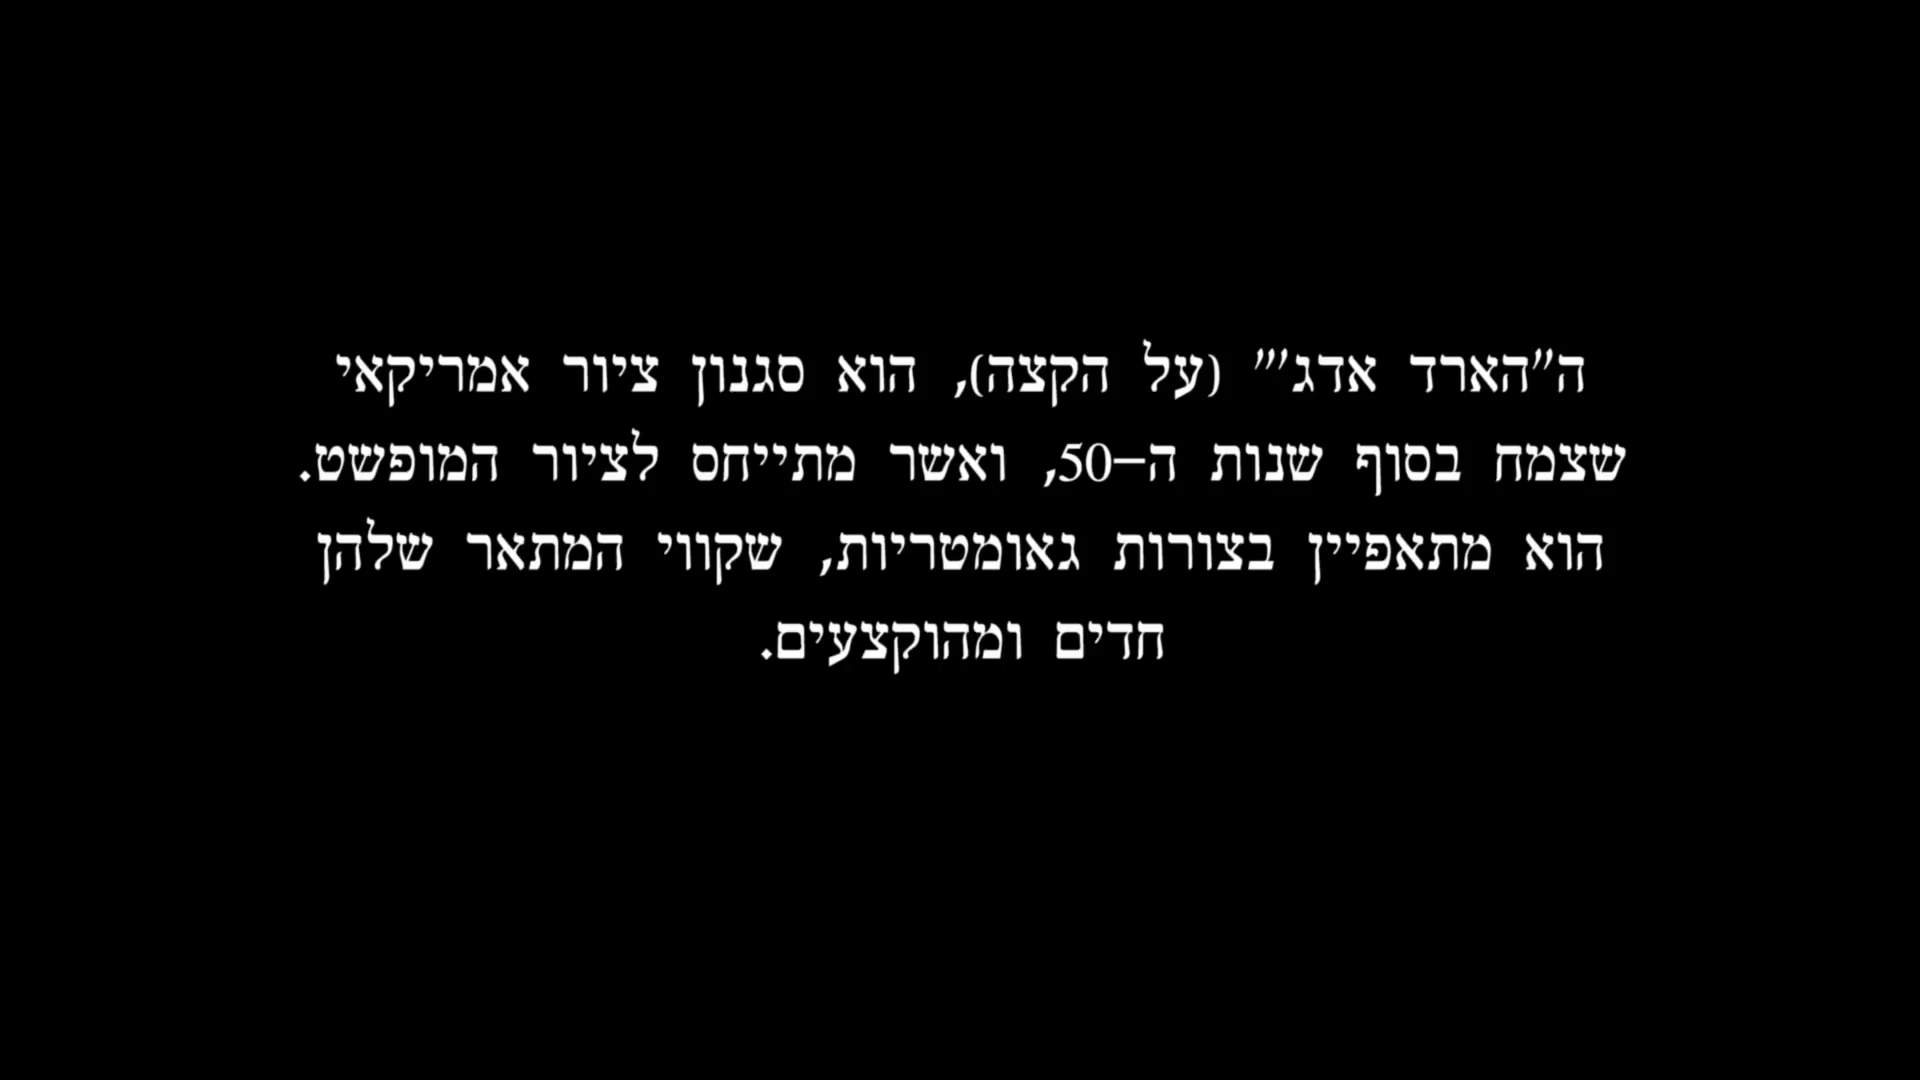 ה"הארד אדג'" (על הקצה), הוא סגנון ציור אמריקאי
שצמח בסוף שנות ה–50, ואשר מתייחס לציור המופשט.
הוא מתאפיין בצורות גאומטריות, שקווי המתאר שלהן
חדים ומהוקצעים.